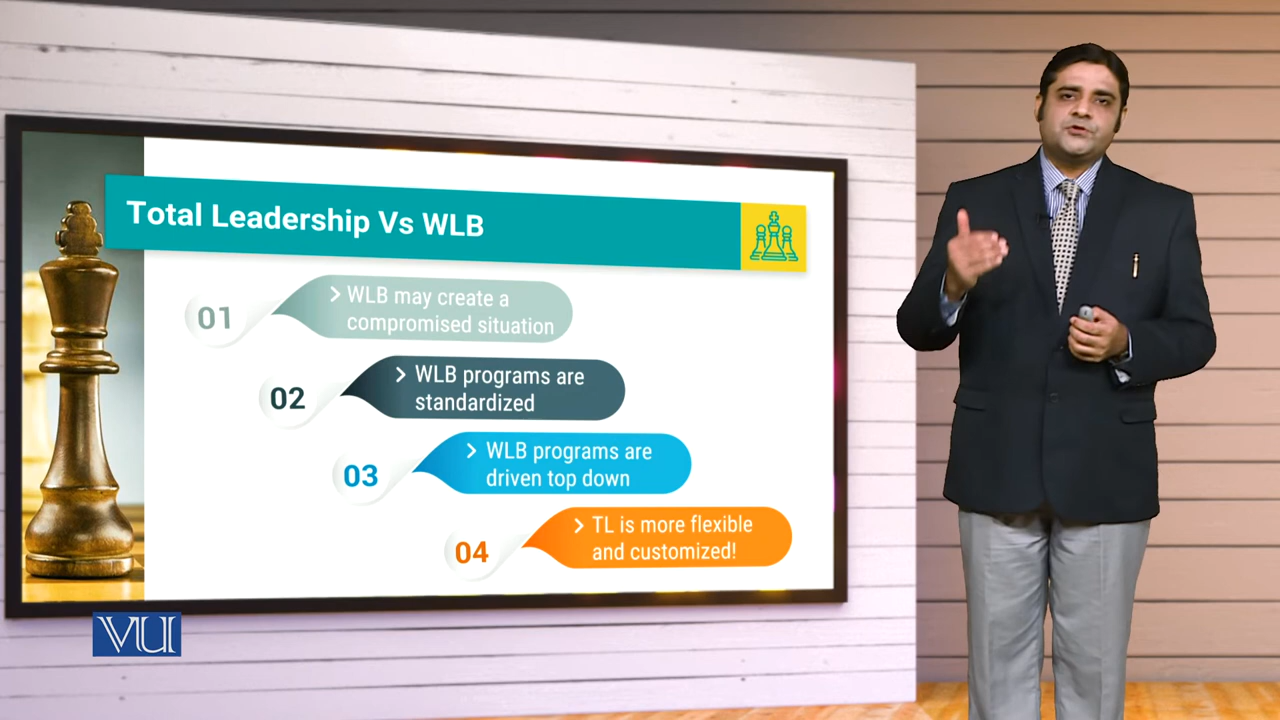 Total Leadership Vs WLB
01
> WLB may create a
compromised situation
02
> WLB programs are
standardized
03
> WLB programs are
driven top down
04
> TL is more flexible
and customized!
VU